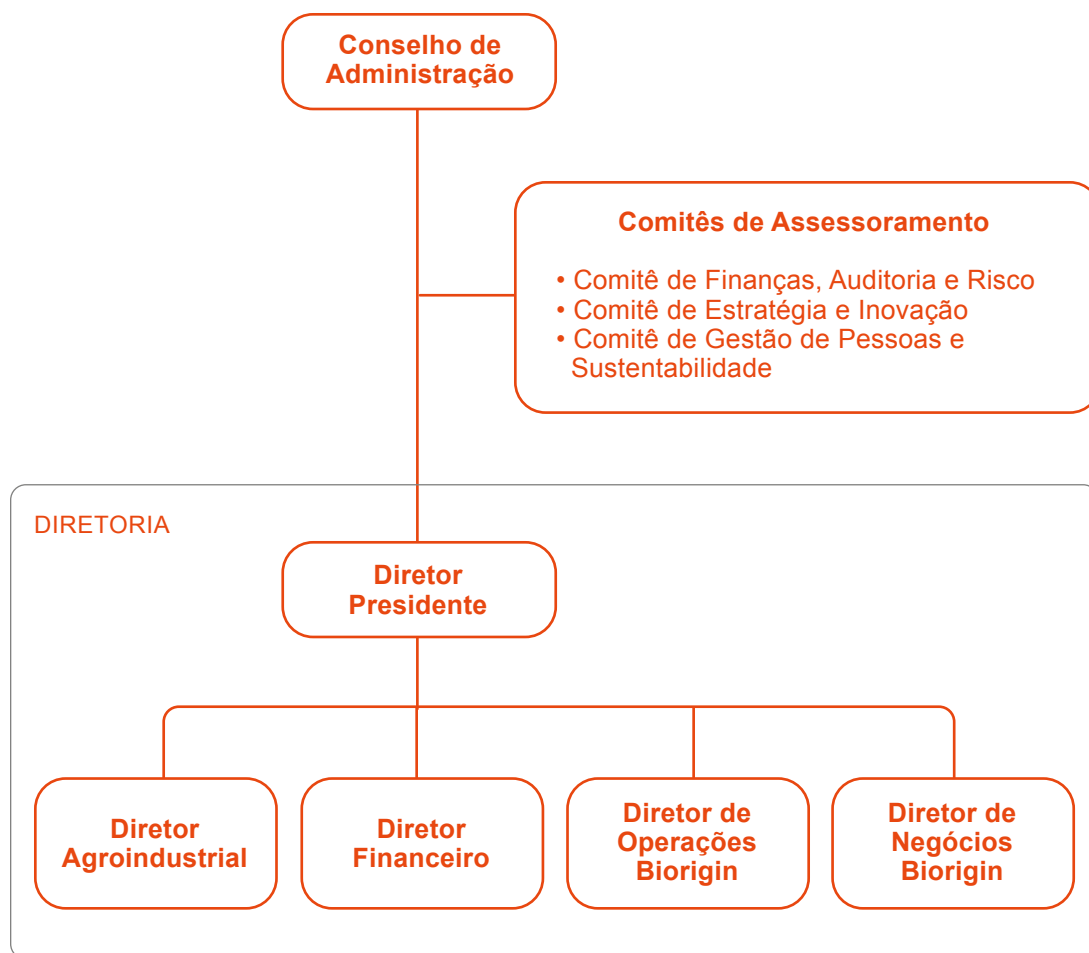 Conselho de
Administração
Comitês de Assessoramento
• Comitê de Finanças, Auditoria e Risco
• Comitê de Estratégia e Inovação
• Comitê de Gestão de Pessoas e
Sustentabilidade
DIRETORIA
Diretor
Presidente
Diretor
Agroindustrial
Diretor
Financeiro
Diretor de
Operações
Biorigin
Diretor de
Negócios
Biorigin